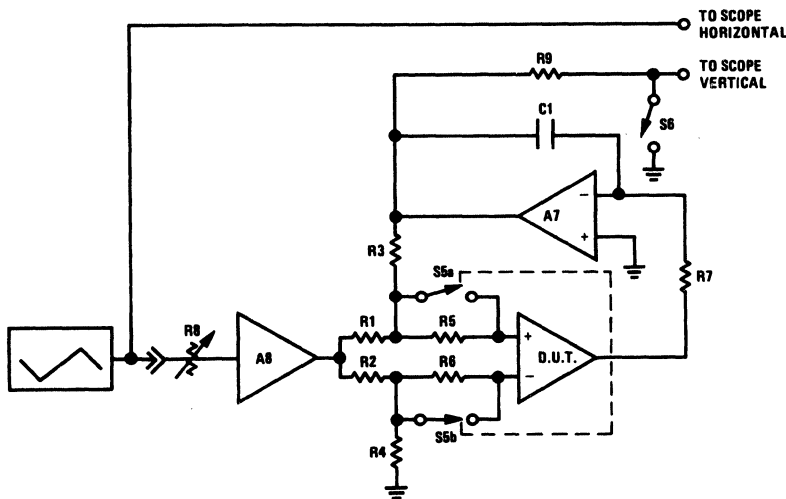 TO SCOPE
HORIZONTAL
R9
TO SCOPE
VERTICAL
C1
S6
−
A7
+
R3
S5a
R7
R8
R1
R5
+
A8
D.U.T.
R2
R6
−
S5b
R4